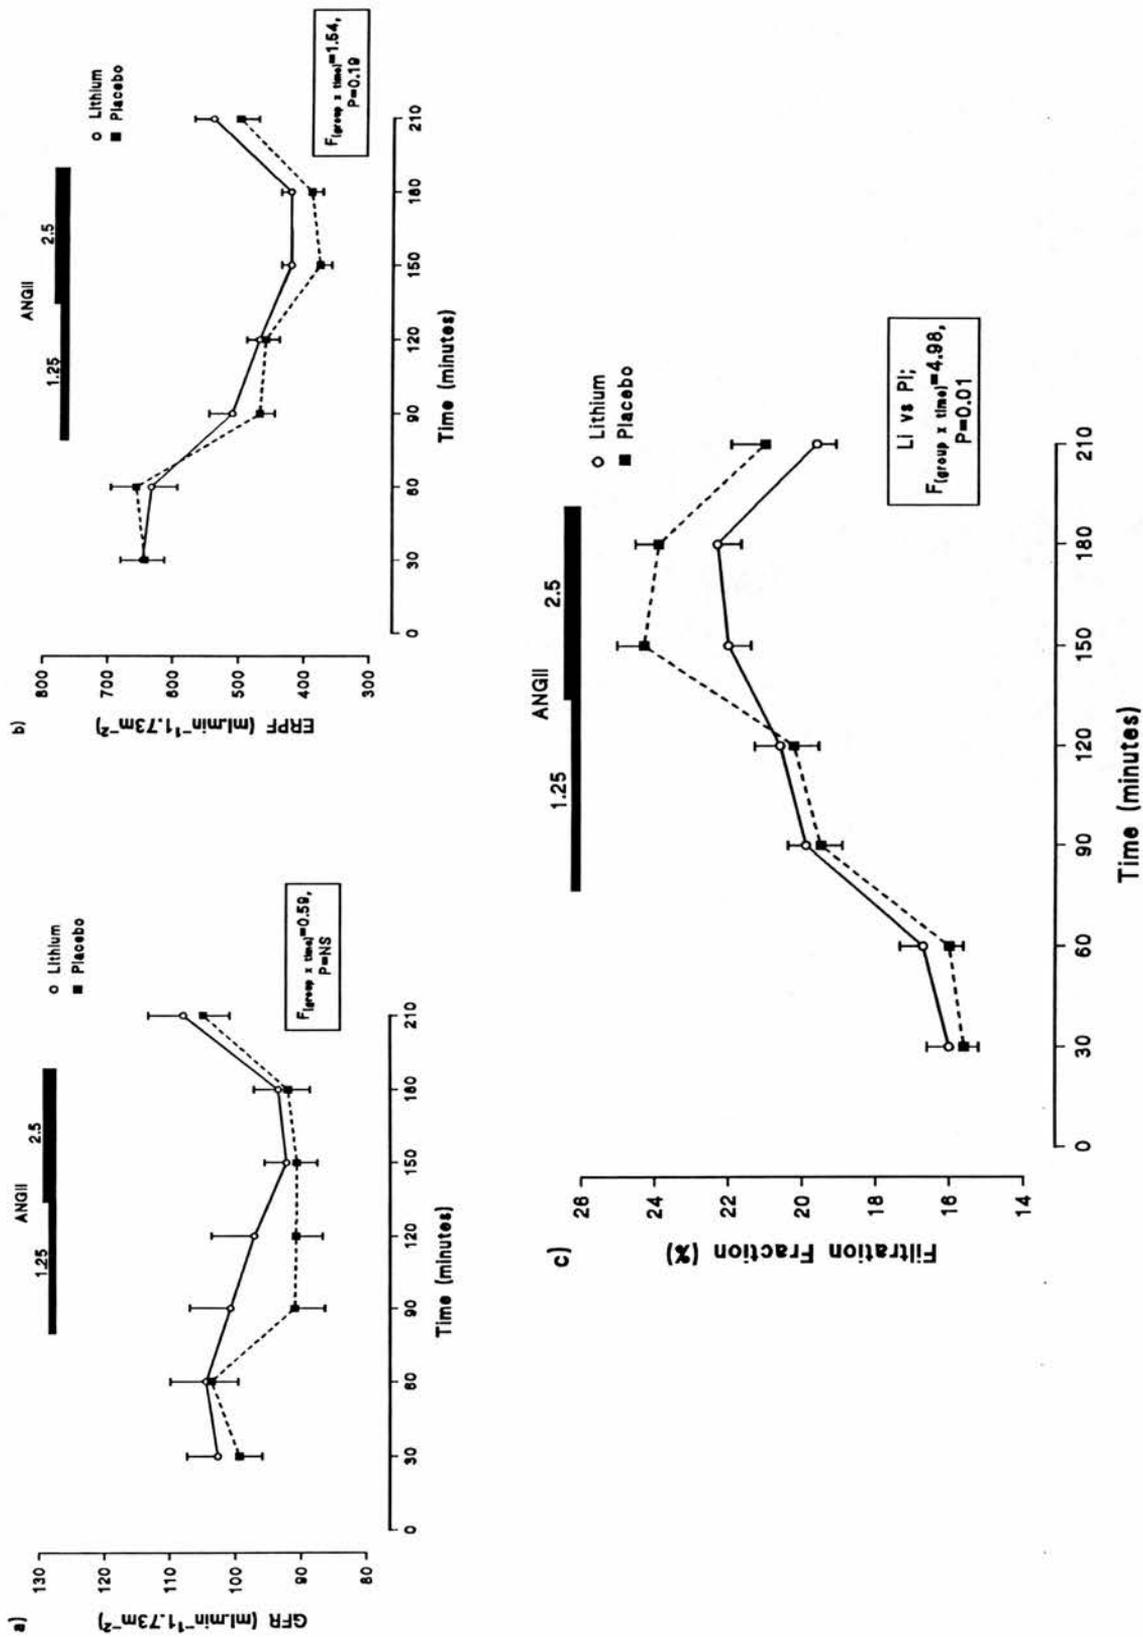 a)
GFR (ml.min⁻¹1.73m⁻²)
130
120
110
100
90
80
ANGII
1.25
2.5
Lithium
Placebo
F(group x time)=0.59,
P=NS
0
30
60
90
120
150
180
210
Time (minutes)
b)
ERPF (ml.min⁻¹1.73m⁻²)
800
700
600
500
400
300
ANGII
1.25
2.5
Lithium
Placebo
F(group x time)=1.54,
P=0.19
0
30
60
90
120
150
180
210
Time (minutes)
c)
Filtration Fraction (%)
26
24
22
20
18
16
14
ANGII
1.25
2.5
Lithium
Placebo
Li vs Pl;
F(group x time)=4.98,
P=0.01
0
30
60
90
120
150
180
210
Time (minutes)